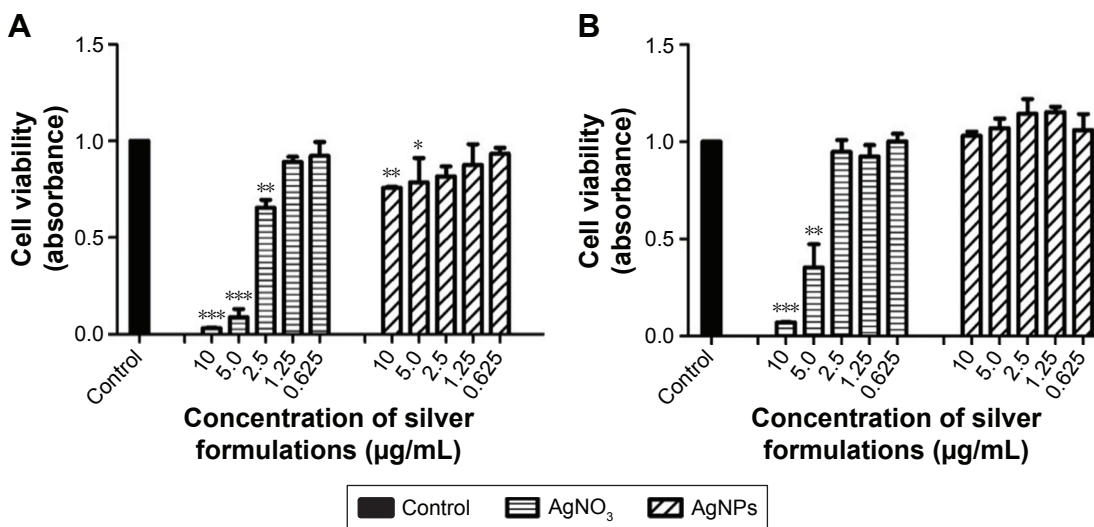 A
1.5
1.0
0.5
0.0
Cell viability
(absorbance)
***
***
**
**
*
Control
10
5.0
2.5
1.25
0.625
10
5.0
2.5
1.25
0.625
Concentration of silver
formulations (µg/mL)
B
1.5
1.0
0.5
0.0
Cell viability
(absorbance)
***
**
Control
10
5.0
2.5
1.25
0.625
10
5.0
2.5
1.25
0.625
Concentration of silver
formulations (µg/mL)
Control AgNO₃ AgNPs